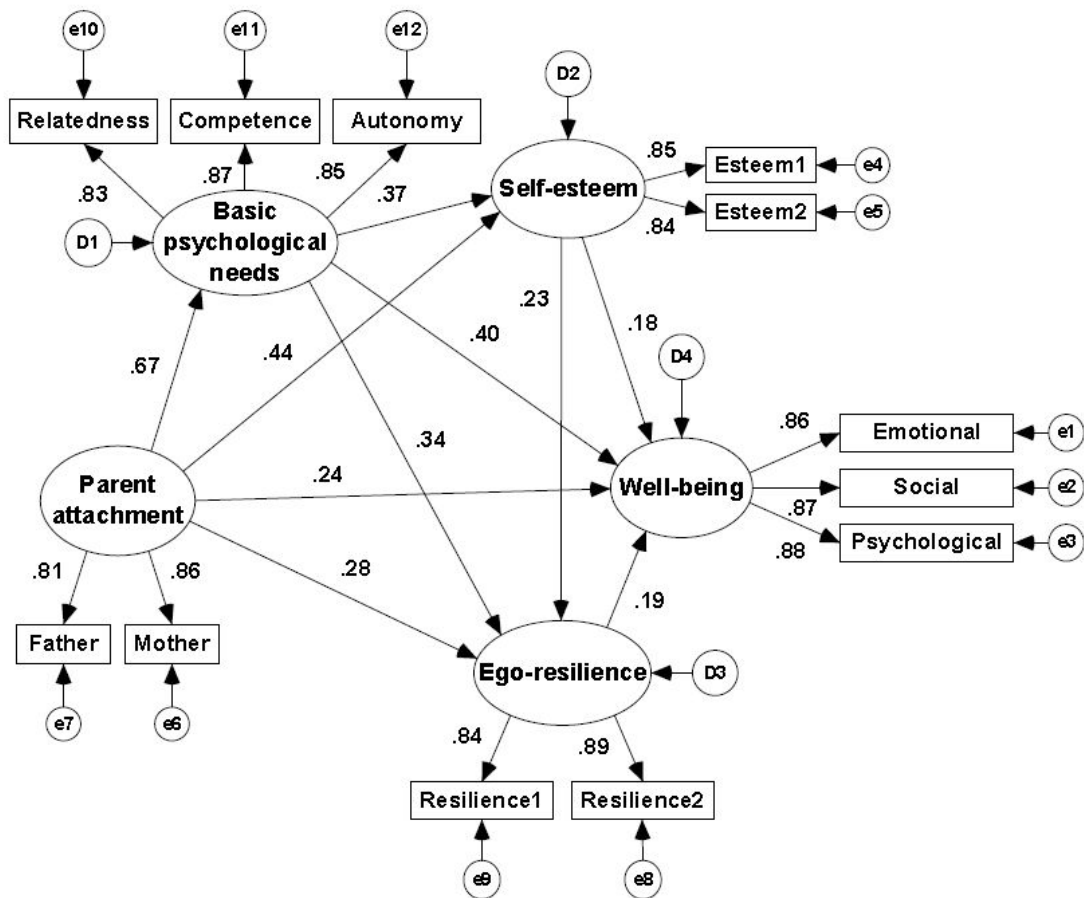 e10
e11
e12
D2
Relatedness
Competence
Autonomy
.83
.87
.85
.37
Basic
psychological
needs
D1
Self-esteem
.85
Esteem1
e4
.84
Esteem2
e5
.67
.44
.40
.23
.18
D4
.34
.24
Parent
attachment
Well-being
.86
Emotional
e1
Social
e2
.87
.88
Psychological
e3
.81
.86
.28
.19
Father
Mother
e7
e6
Ego-resilience
D3
.84
.89
Resilience1
Resilience2
e9
e8